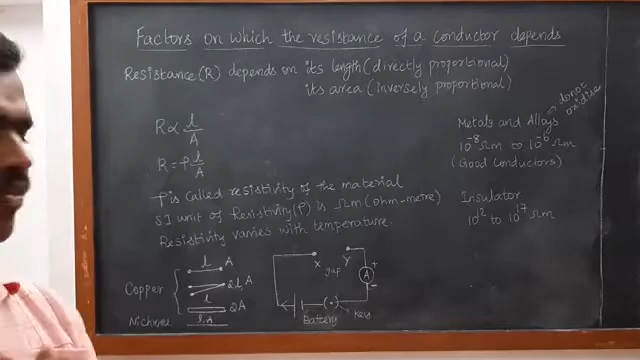 Factors on which the resistance of a conductor depends
Resistance (R) depends on its length (directly proportional)
its area (inversely proportional)
R ∝ l/A
R = ρ l/A
ρ is called resistivity of the material
SI unit of Resistivity (ρ) is Ωm (ohm-metre)
Resistivity varies with temperature.
Metals and Alloys ⇒ donot
oxidise
10⁻⁸ Ωm to 10⁻⁶ Ωm
(Good Conductors)
Insulator
10¹² to 10¹⁷ Ωm
Copper
l A
2l, A
l 2A
Nichrome
l, A
X gap Y
A + −
Battery
Key